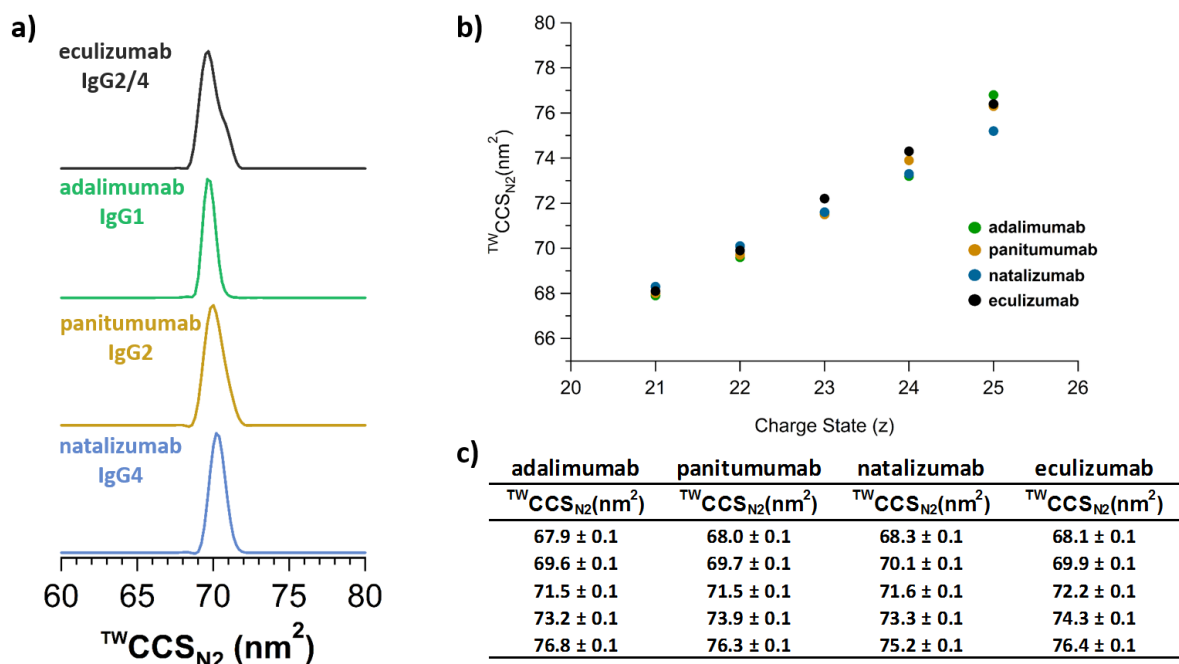 a)
eculizumab
IgG2/4
adalimumab
IgG1
panitumumab
IgG2
natalizumab
IgG4
60 70 80
TWCCSN2 (nm2)
b)
80
78
76
74
72
70
68
66
TWCCSN2(nm2)
adalimumab
panitumumab
natalizumab
eculizumab
20 21 22 23 24 25 26
Charge State (z)
c)
adalimumab panitumumab natalizumab eculizumab
TWCCSN2(nm2) TWCCSN2(nm2) TWCCSN2(nm2) TWCCSN2(nm2)
67.9 ± 0.1 68.0 ± 0.1 68.3 ± 0.1 68.1 ± 0.1
69.6 ± 0.1 69.7 ± 0.1 70.1 ± 0.1 69.9 ± 0.1
71.5 ± 0.1 71.5 ± 0.1 71.6 ± 0.1 72.2 ± 0.1
73.2 ± 0.1 73.9 ± 0.1 73.3 ± 0.1 74.3 ± 0.1
76.8 ± 0.1 76.3 ± 0.1 75.2 ± 0.1 76.4 ± 0.1